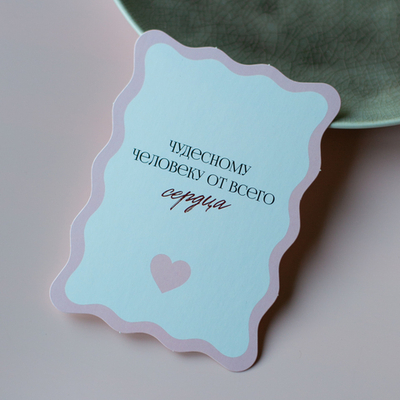 чудесному
человеку от всего
сердца